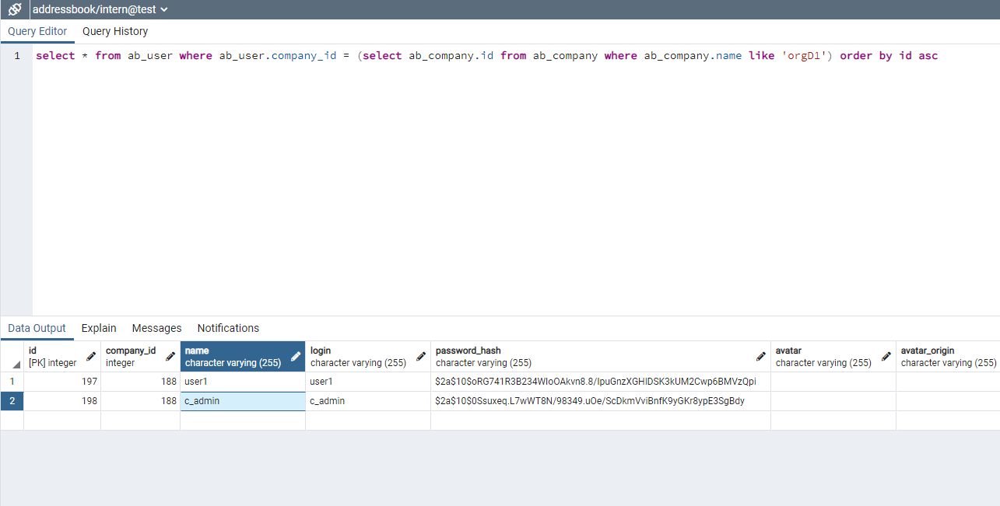 addressbook/intern@test
Query Editor Query History
1 select * from ab_user where ab_user.company_id = (select ab_company.id from ab_company where ab_company.name like 'orgD1') order by id asc
Data Output Explain Messages Notifications
id company_id name login password_hash avatar avatar_origin
[PK] integer integer character varying (255) character varying (255) character varying (255) character varying (255) character varying (255)
1 197 188 user1 user1 $2a$10$oRG741R3B234WIoOAkvn8.8/IpuGnzXGHIDSK3kUM2Cwp6BMVzQpi
2 198 188 c_admin c_admin $2a$10$0Ssuxeq.L7wWT8N/98349.uOe/ScDkmVviBnfK9yGKr8ypE3SgBdy